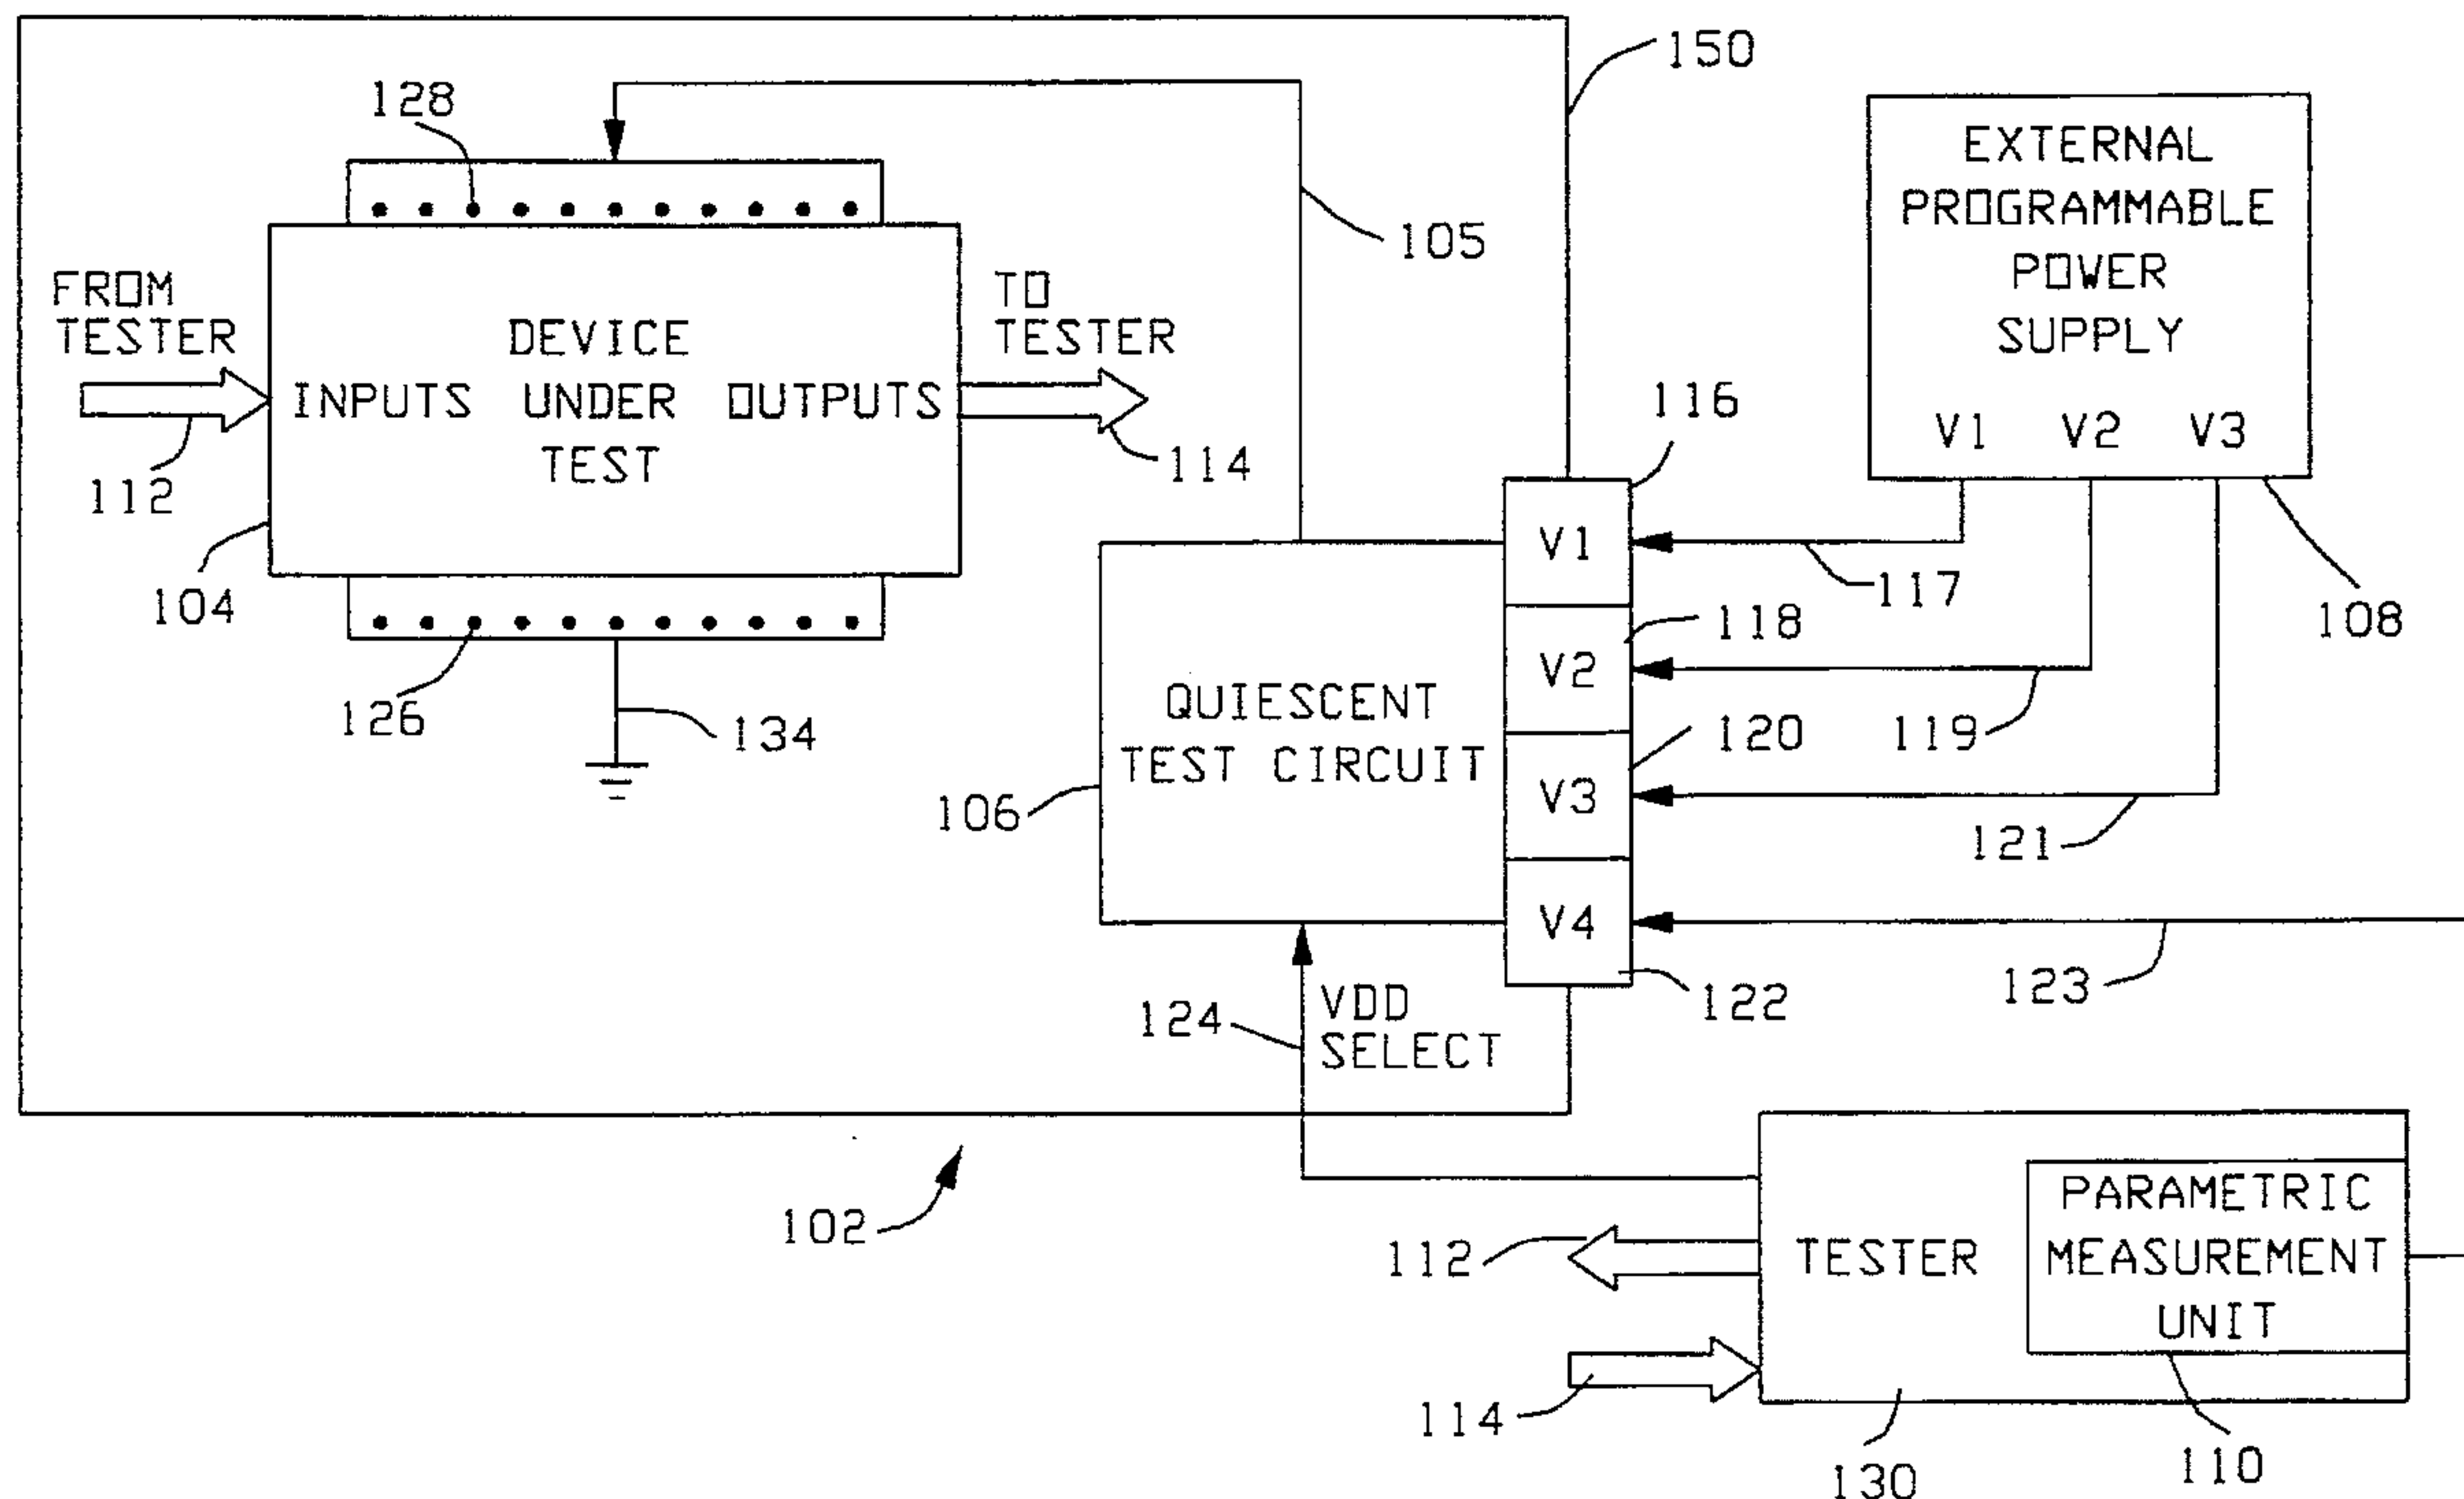 150
128
EXTERNAL
PROGRAMMABLE
POWER
SUPPLY
V1 V2 V3
105
FROM
TESTER
TO
TESTER
DEVICE
INPUTS UNDER OUTPUTS
TEST
112
114
116
104
V1
117
108
118
V2
126
134
QUIESCENT
TEST CIRCUIT
120
119
106
V3
121
V4
123
122
124
VDD
SELECT
102
112
TESTER
PARAMETRIC
MEASUREMENT
UNIT
114
130
110